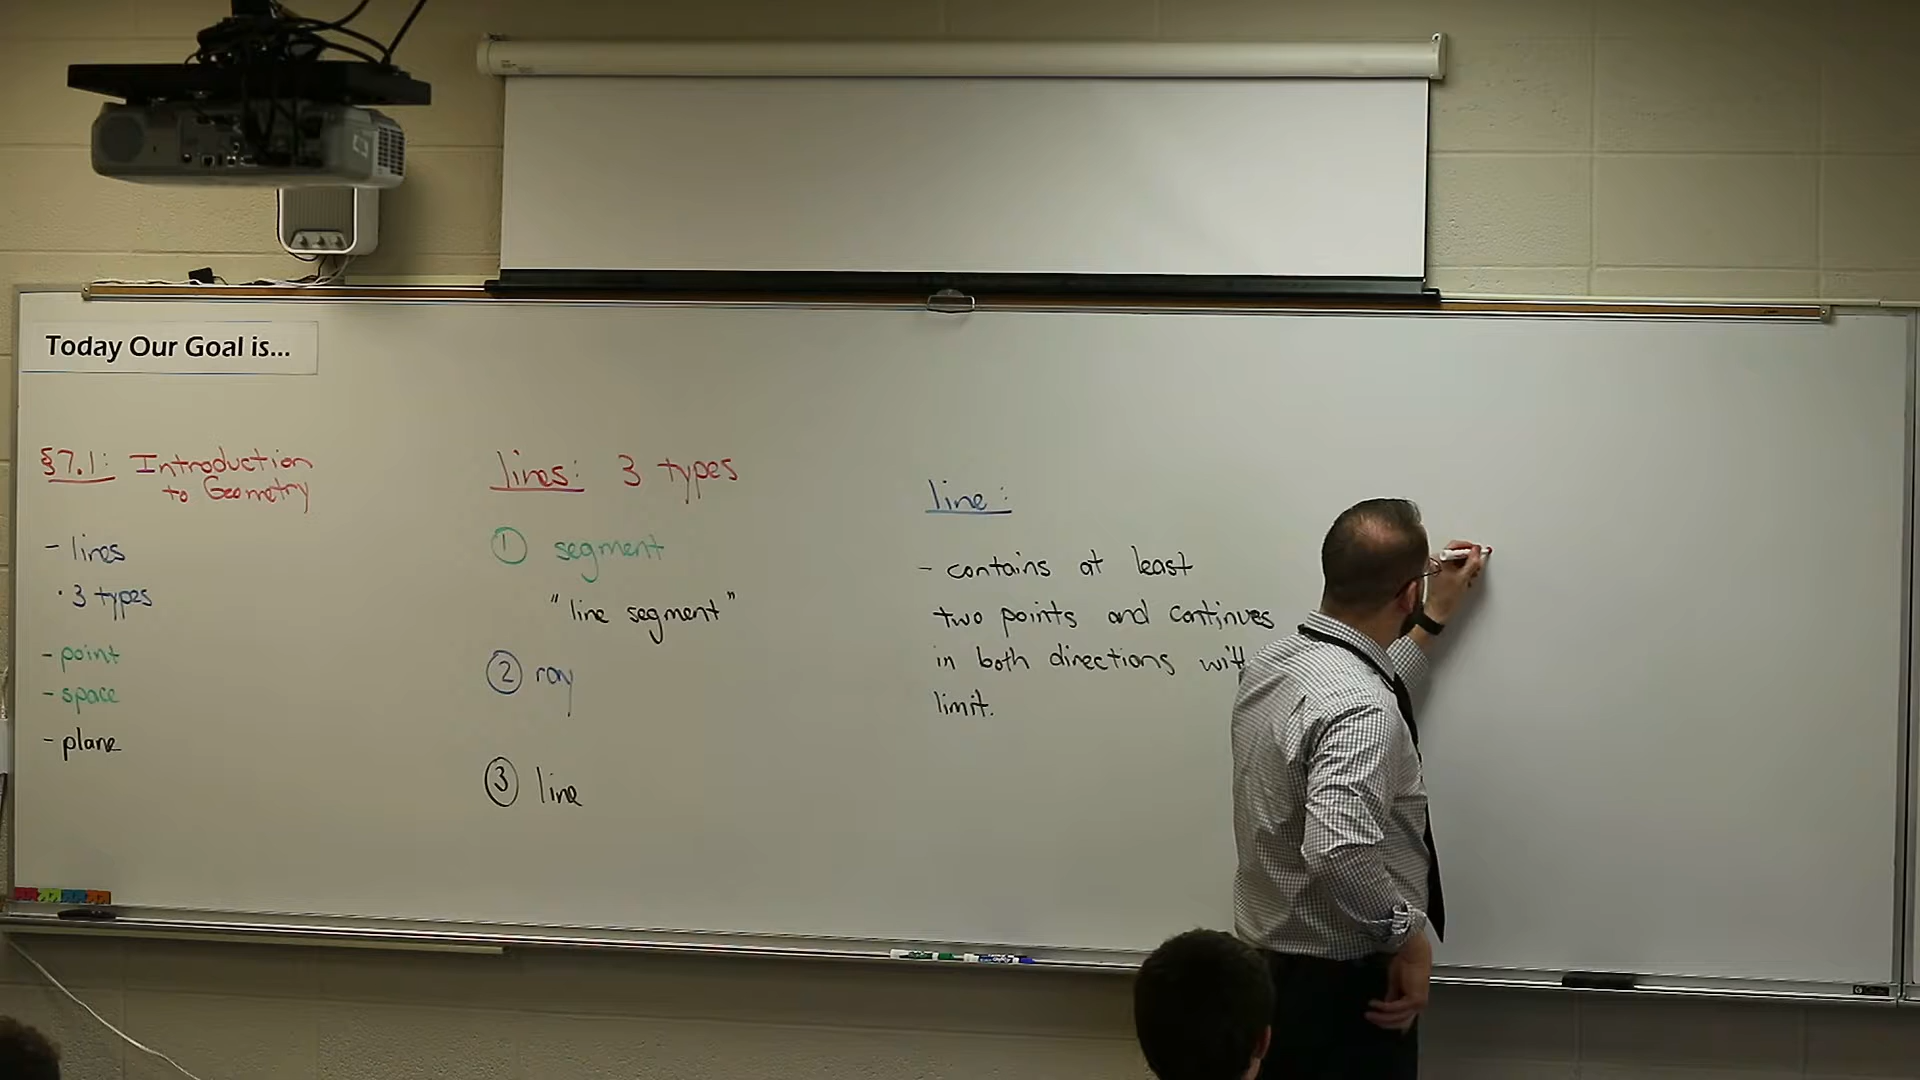 Today Our Goal is...
§7.1: Introduction
to Geometry
- lines
· 3 types
- point
- space
- plane
lines: 3 types
① segment
"line segment"
② ray
③ line
line:
- contains at least
two points and continues
in both directions
limit.